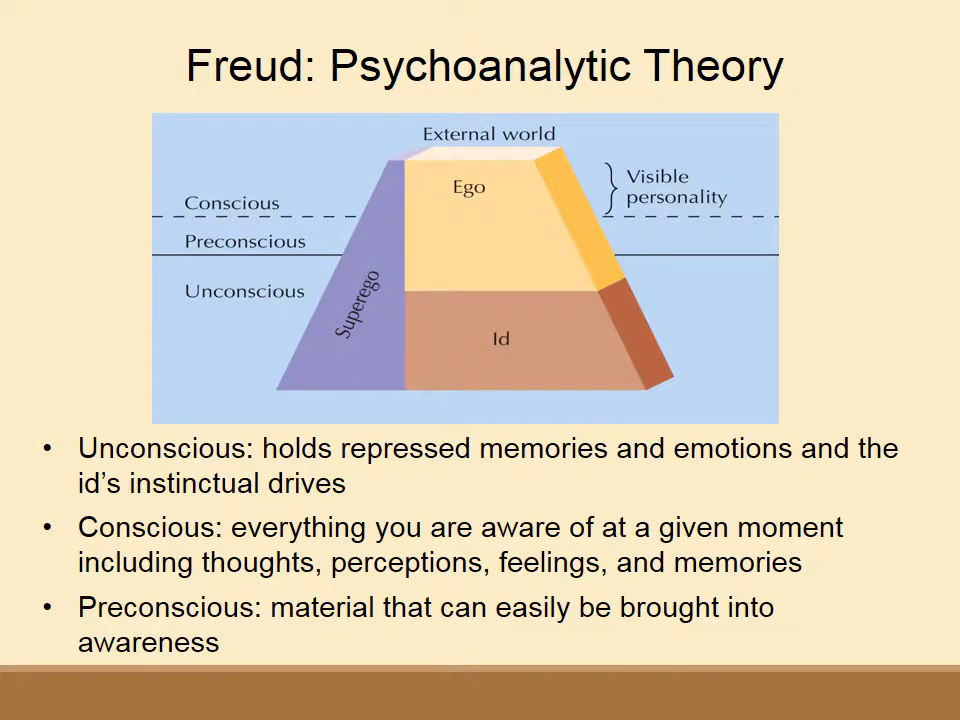 Freud: Psychoanalytic Theory
External world
Ego
Visible
personality
Conscious
Preconscious
Unconscious
Superego
Id
• Unconscious: holds repressed memories and emotions and the
id’s instinctual drives
• Conscious: everything you are aware of at a given moment
including thoughts, perceptions, feelings, and memories
• Preconscious: material that can easily be brought into
awareness